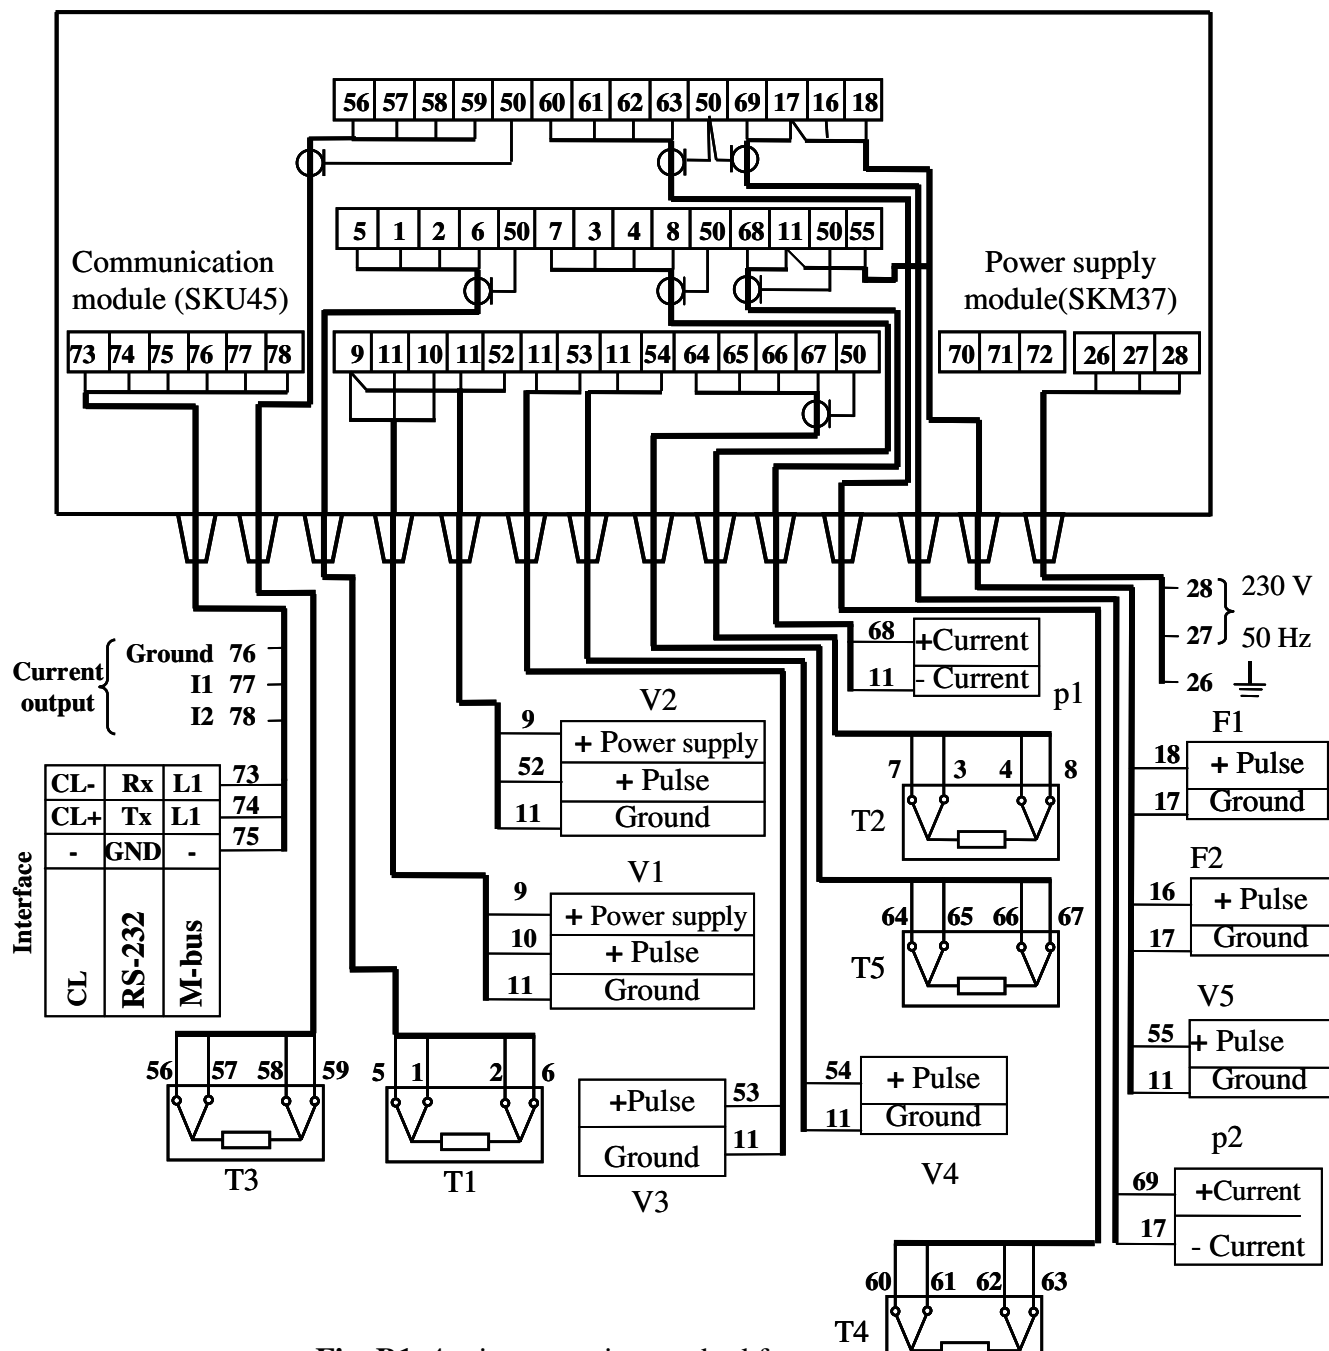 56 57 58 59 50 60 61 62 63 50 69 17 16 18
5 1 2 6 50 7 3 4 8 50 68 11 50 55
Communication
module (SKU45)
Power supply
module(SKM37)
73 74 75 76 77 78
9 11 10 11 52 11 53 11 54 64 65 66 67 50
70 71 72
26 27 28
28
27
26
230 V
50 Hz
Current
output
Ground 76
I1 77
I2 78
68 +Current
11 - Current
p1
V2
9 + Power supply
52 + Pulse
11 Ground
F1
18 + Pulse
17 Ground
CL- Rx L1 73
CL+ Tx L1 74
- GND - 75
Interface
CL
RS-232
M-bus
7 3 4 8
T2
V1
9 + Power supply
10 + Pulse
11 Ground
F2
16 + Pulse
17 Ground
64 65 66 67
T5
V5
55 + Pulse
11 Ground
56 57 58 59
T3
5 1 2 6
T1
+Pulse 53
Ground 11
V3
54 + Pulse
11 Ground
V4
p2
69 +Current
17 - Current
60 61 62 63
T4